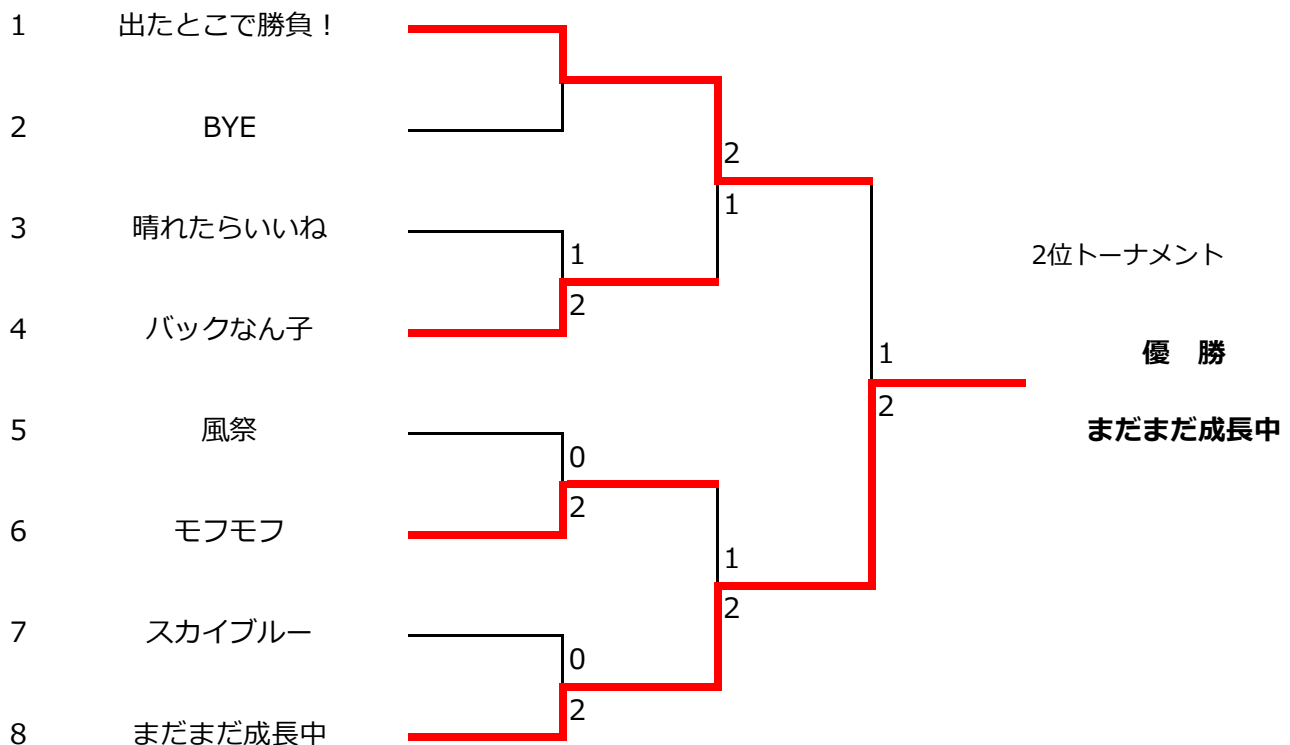 1 出たとこで勝負！
2 BYE
2
1
3 晴れたらいいね
1
2位トーナメント
2
4 バックなん子
1
優 勝
2
5 風祭
まだまだ成長中
0
2
6 モフモフ
1
2
7 スカイブルー
0
2
8 まだまだ成長中